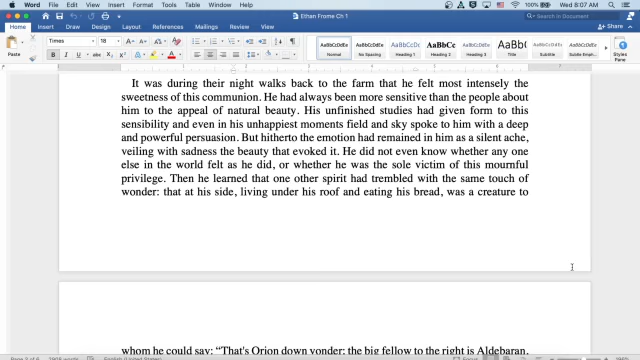 Word File Edit View Insert Format Tools Table Window Help
100% Wed 8:07 AM
Ethan Frome Ch 1
Search in Document
Home Insert Draw Design Layout References Mailings Review View
Share
Paste
Times 18
AaBbCcDdEe AaBbCcDdEe AaBbCcDc AaBbCc AaBbCcDdEe AaBb( AaBbCcDdEe AaBbCcDdEe
Normal No Spacing Heading 1 Heading 2 Heading 3 Title Subtitle Subtle Emph...
Styles Pane
It was during their night walks back to the farm that he felt most intensely the
sweetness of this communion. He had always been more sensitive than the people about
him to the appeal of natural beauty. His unfinished studies had given form to this
sensibility and even in his unhappiest moments field and sky spoke to him with a deep
and powerful persuasion. But hitherto the emotion had remained in him as a silent ache,
veiling with sadness the beauty that evoked it. He did not even know whether any one
else in the world felt as he did, or whether he was the sole victim of this mournful
privilege. Then he learned that one other spirit had trembled with the same touch of
wonder: that at his side, living under his roof and eating his bread, was a creature to
whom he could say: “That's Orion down yonder; the big fellow to the right is Aldebaran,
English (United States)
Focus